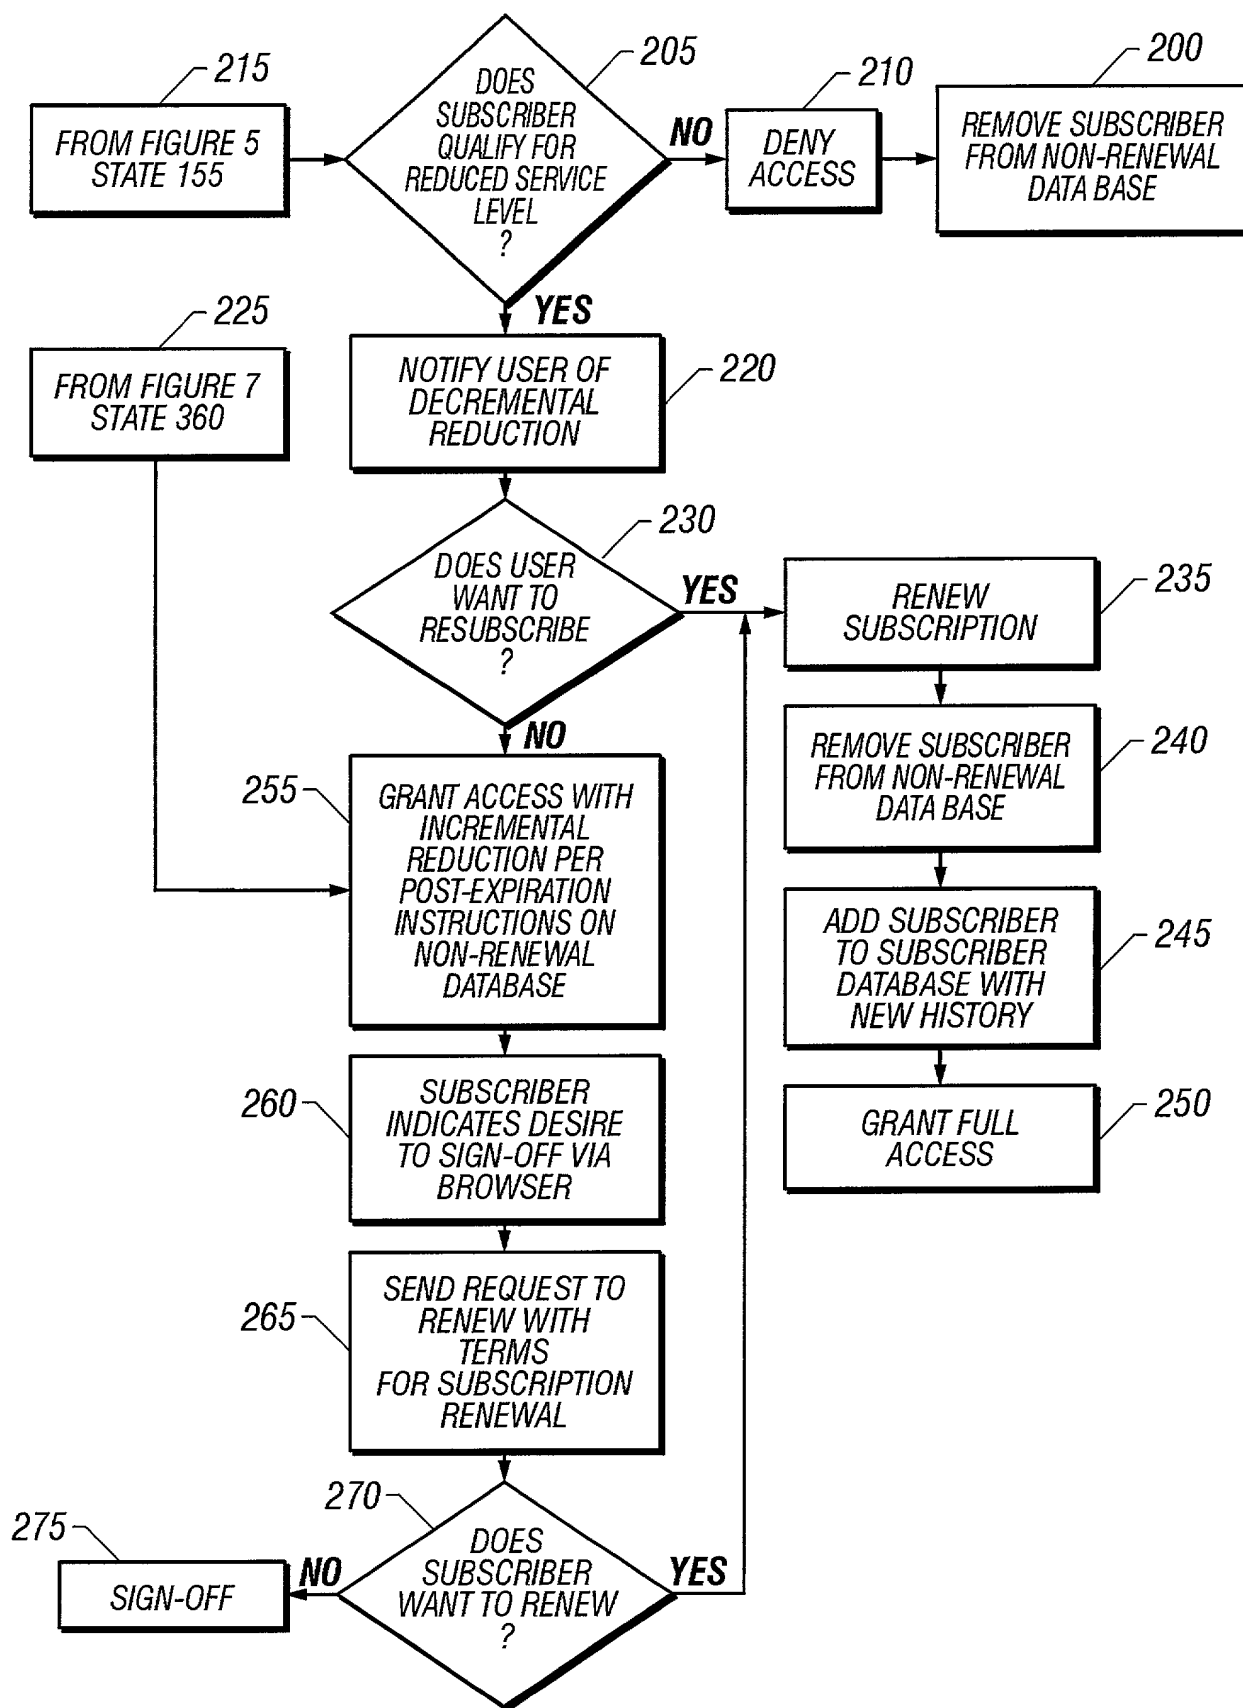 215
FROM FIGURE 5
STATE 155
205
DOES
SUBSCRIBER
QUALIFY FOR
REDUCED SERVICE
LEVEL
?
NO
210
DENY
ACCESS
200
REMOVE SUBSCRIBER
FROM NON-RENEWAL
DATA BASE
YES
225
FROM FIGURE 7
STATE 360
220
NOTIFY USER OF
DECREMENTAL
REDUCTION
230
DOES USER
WANT TO
RESUBSCRIBE
?
YES
235
RENEW
SUBSCRIPTION
NO
240
REMOVE SUBSCRIBER
FROM NON-RENEWAL
DATA BASE
255
GRANT ACCESS WITH
INCREMENTAL
REDUCTION PER
POST-EXPIRATION
INSTRUCTIONS ON
NON-RENEWAL
DATABASE
245
ADD SUBSCRIBER
TO SUBSCRIBER
DATABASE WITH
NEW HISTORY
250
GRANT FULL
ACCESS
260
SUBSCRIBER
INDICATES DESIRE
TO SIGN-OFF VIA
BROWSER
265
SEND REQUEST TO
RENEW WITH
TERMS
FOR SUBSCRIPTION
RENEWAL
270
DOES
SUBSCRIBER
WANT TO RENEW
?
YES
NO
275
SIGN-OFF